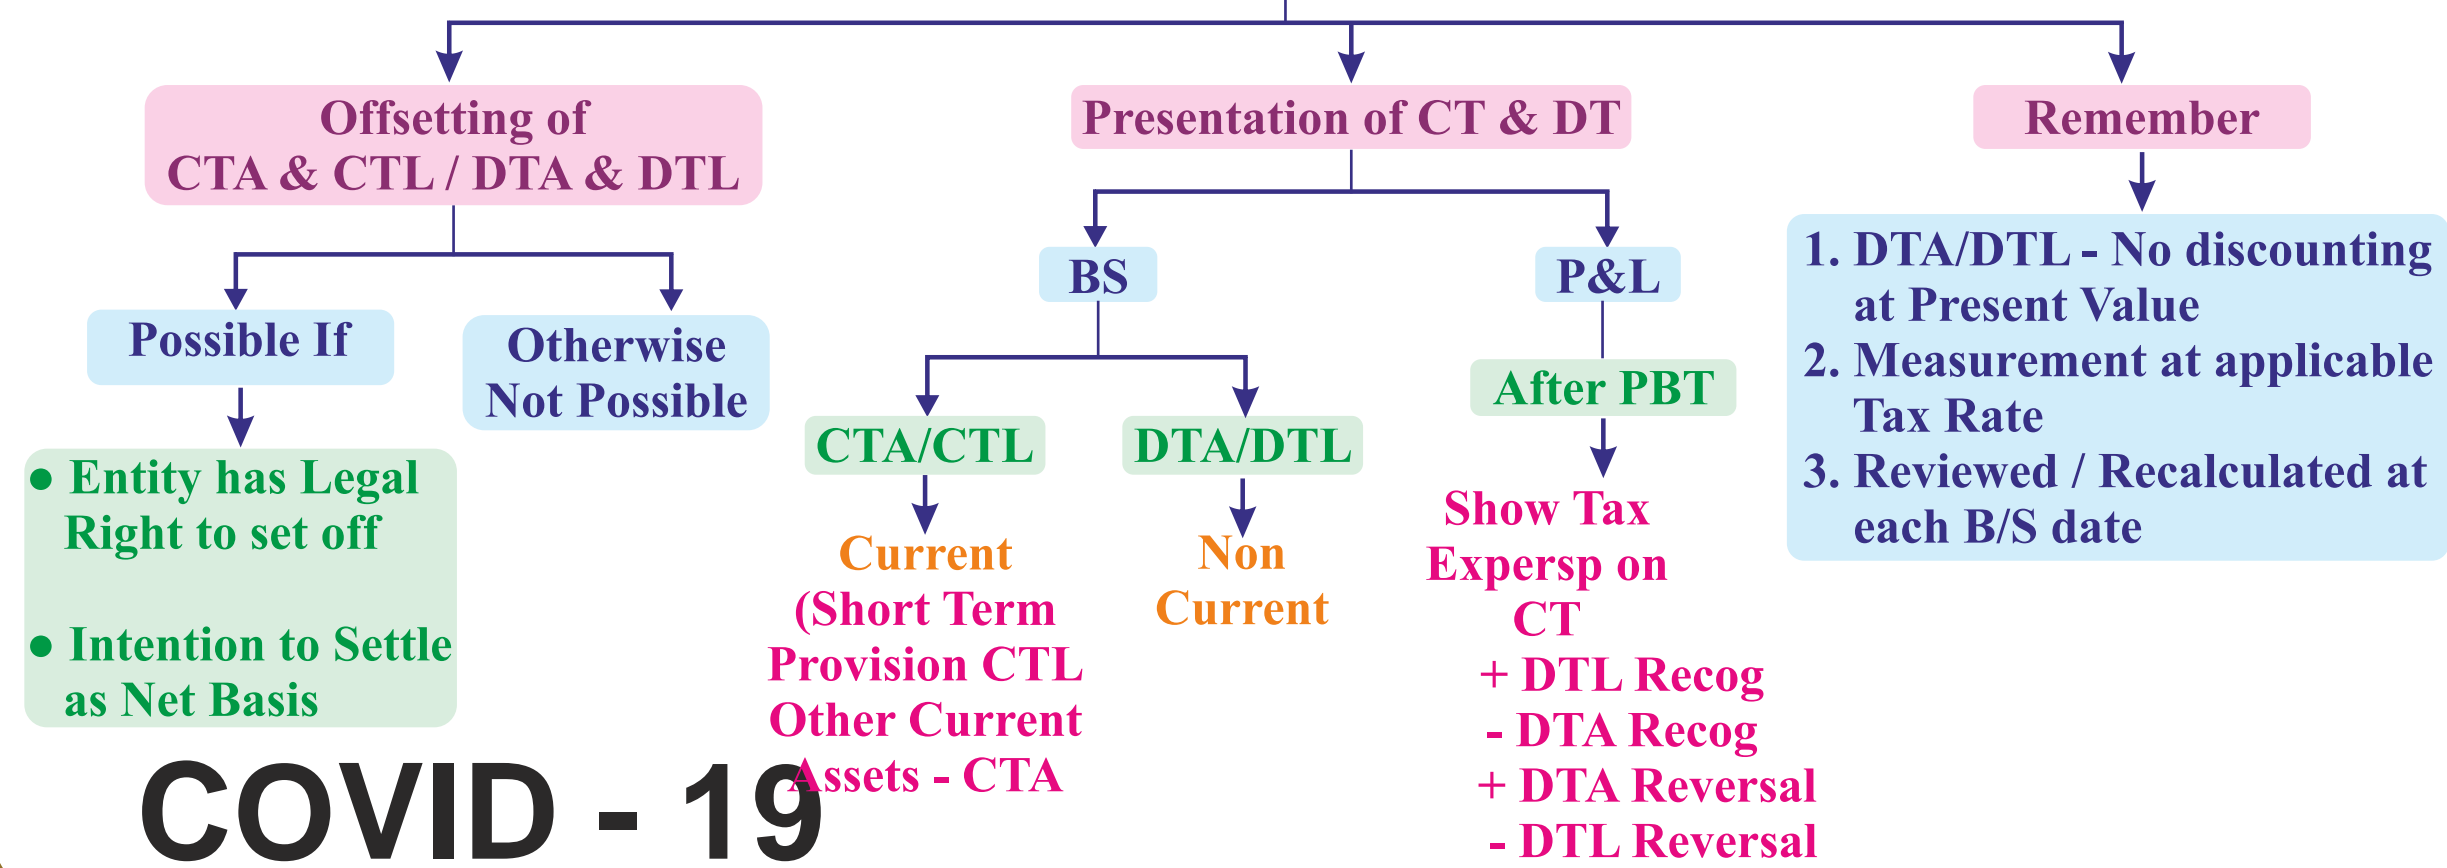 Offsetting of
CTA & CTL / DTA & DTL
Possible If
● Entity has Legal
Right to set off
● Intention to Settle
as Net Basis
Otherwise
Not Possible
Presentation of CT & DT
BS
CTA/CTL
Current
(Short Term
Provision CTL
Other Current
Assets - CTA
DTA/DTL
Non
Current
P&L
After PBT
Show Tax
Expersp on
CT
+ DTL Recog
- DTA Recog
+ DTA Reversal
- DTL Reversal
Remember
1. DTA/DTL - No discounting
at Present Value
2. Measurement at applicable
Tax Rate
3. Reviewed / Recalculated at
each B/S date
COVID - 19